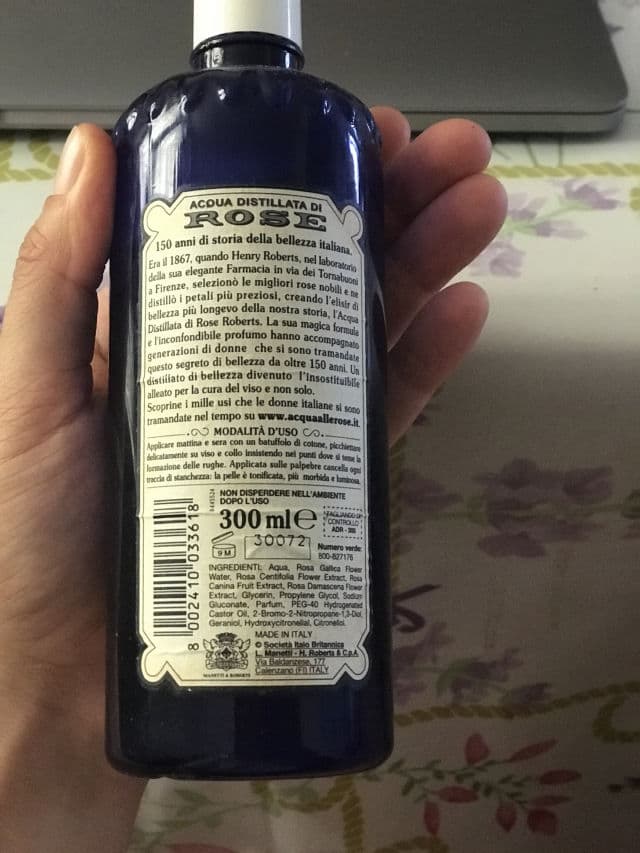 ACQUA DISTILLATA DI
ROSE
150 anni di storia della bellezza italiana.
Era il 1867, quando Henry Roberts, nel laboratorio
della sua elegante Farmacia in via dei Tornabuoni
a Firenze, selezionò le migliori rose nobili e ne
distillò i petali più preziosi, creando l'elisir di
bellezza più longevo della nostra storia, l'Acqua
Distillata di Rose Roberts. La sua magica formula
e l'inconfondibile profumo hanno accompagnato
generazioni di donne che si sono tramandate
questo segreto di bellezza da oltre 150 anni. Un
distillato di bellezza divenuto l'insostituibile
alleato per la cura del viso e non solo.
Scoprine i mille usi che le donne italiane si sono
tramandate nel tempo su www.acquaallerose.it.
MODALITÀ D'USO
Applicare mattina e sera con un batuffolo di cotone, picchiettare
delicatamente su viso e collo insistendo nei punti dove si teme la
formazione delle rughe. Applicata sulle palpebre cancella ogni
traccia di stanchezza: la pelle è tonificata, più morbida e luminosa.
NON DISPERDERE NELL'AMBIENTE
DOPO L'USO
300 ml e
TAGLIANDO DI
CONTROLLO
ADR - 300
30072
9 M
Numero verde:
800-827176
8 002410 033618
INGREDIENTI: Aqua, Rosa Gallica Flower
Water, Rosa Centifolia Flower Extract, Rosa
Canina Fruit Extract, Rosa Damascena Flower
Extract, Glycerin, Propylene Glycol, Sodium
Gluconate, Parfum, PEG-40 Hydrogenated
Castor Oil, 2-Bromo-2-Nitropropane-1,3-Diol,
Geraniol, Hydroxycitronellal, Citronellol.
MADE IN ITALY
© Società Italo Britannica
L. Manetti - H. Roberts & C.p.A.
Via Baldanzese, 177
Calenzano (FI) ITALY
MANETTI & ROBERTS